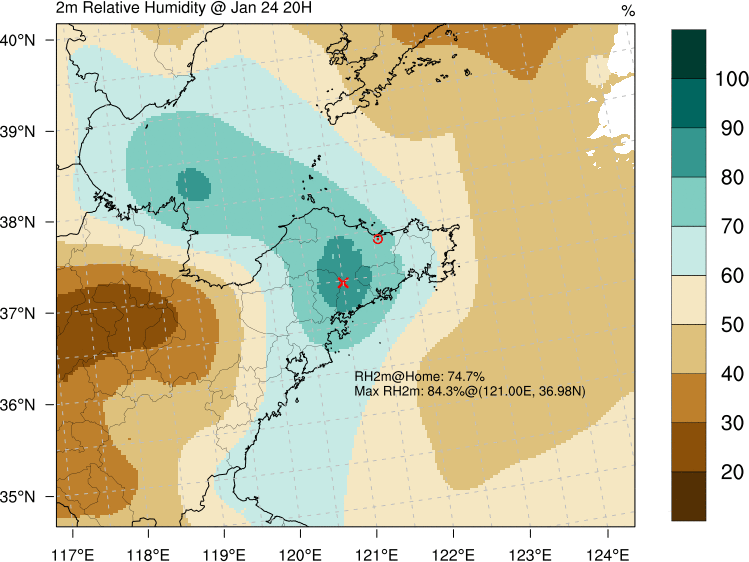 2m Relative Humidity @ Jan 24 20H
%
40°N
39°N
38°N
37°N
36°N
35°N
RH2m@Home: 74.7%
Max RH2m: 84.3%@(121.00E, 36.98N)
117°E 118°E 119°E 120°E 121°E 122°E 123°E 124°E
100
90
80
70
60
50
40
30
20